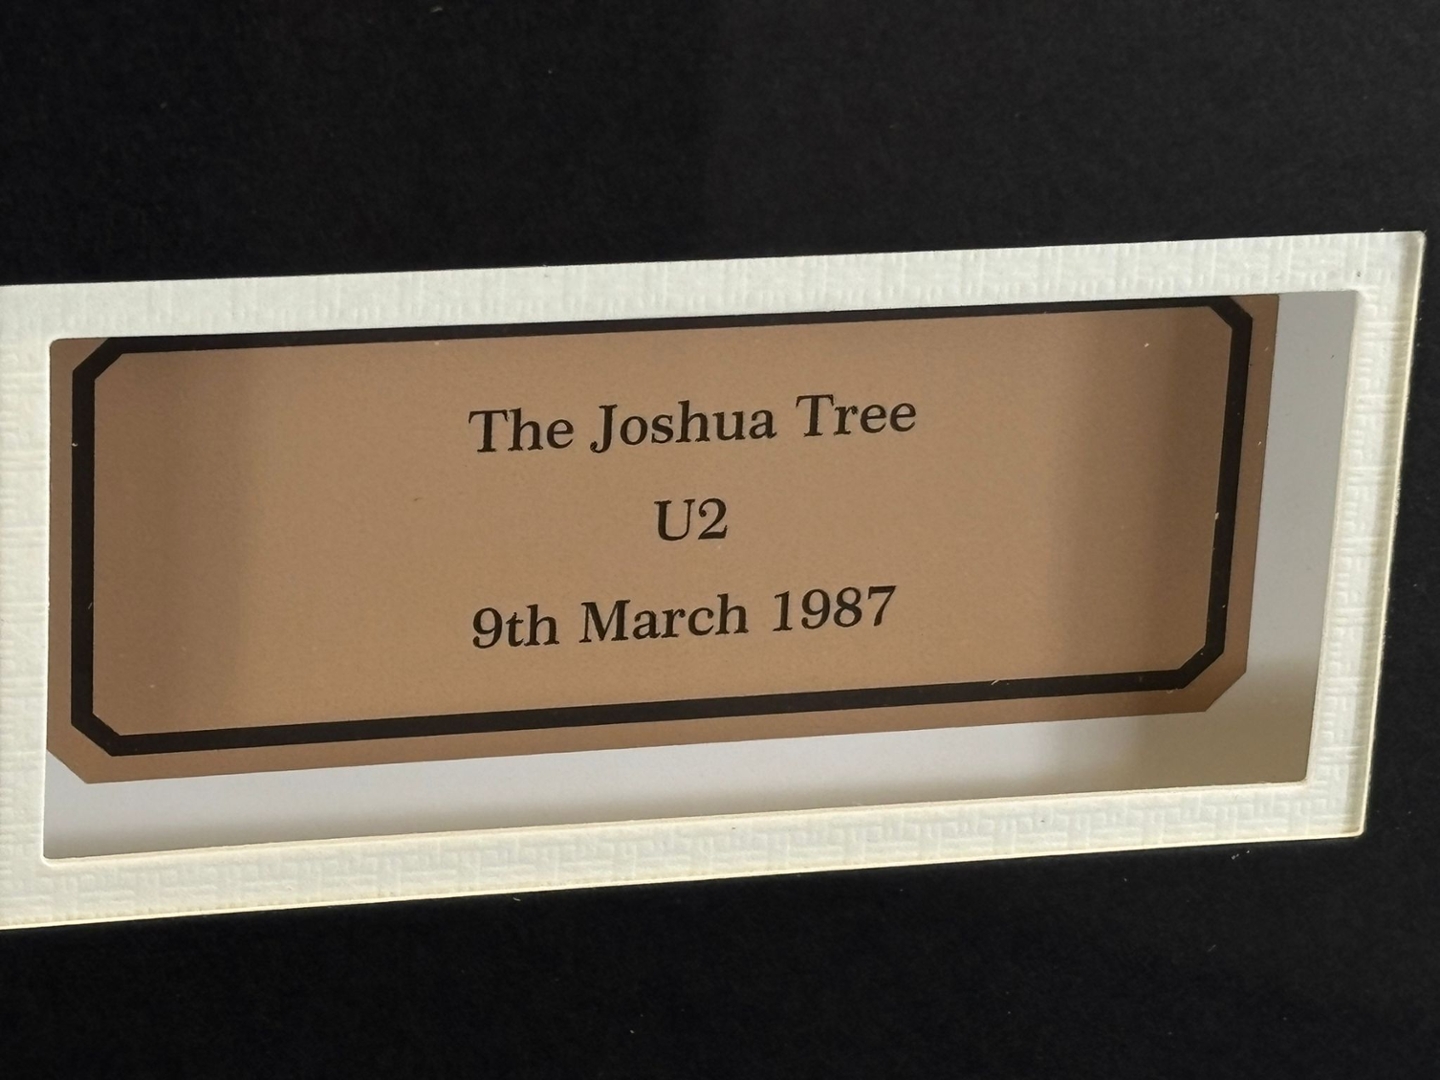 The Joshua Tree
U2
9th March 1987